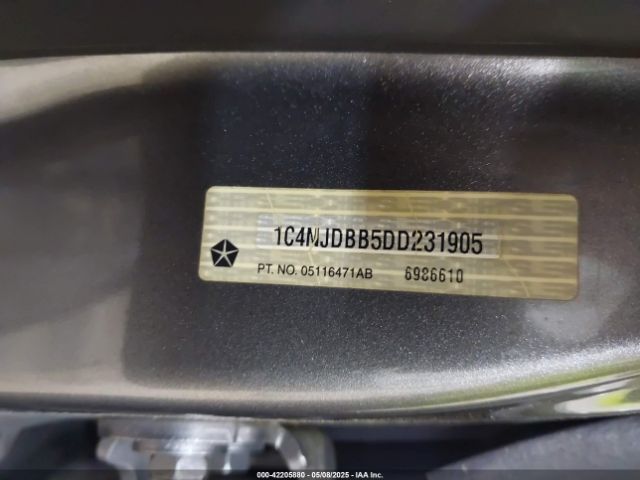 1C4NJDBB5DD231905
PT. NO. 05116471AB 6986610
000-42205880 - 05/08/2025 - IAA Inc.